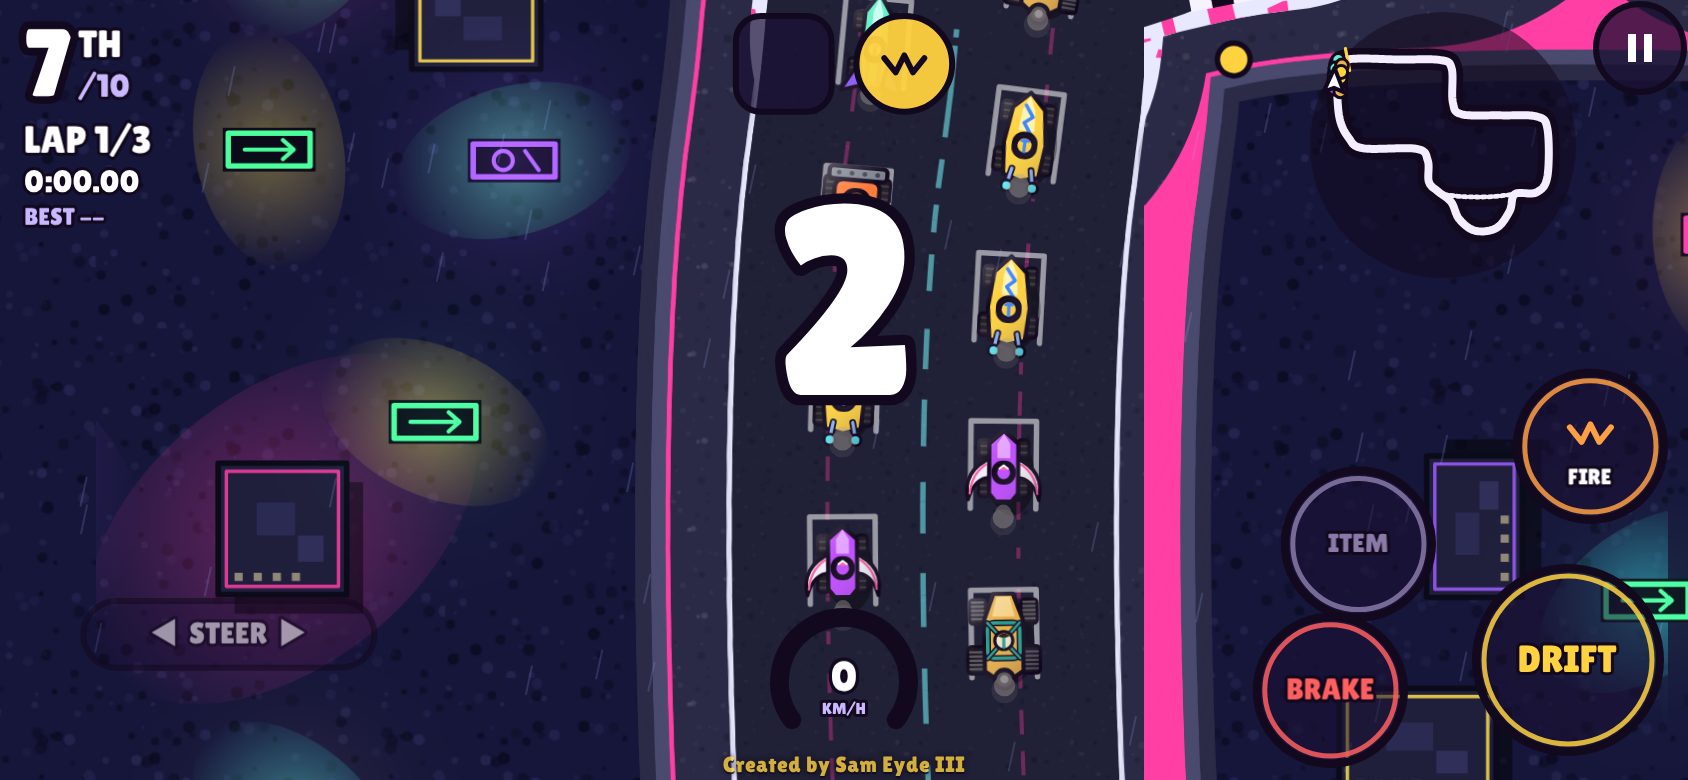 7TH
/10
LAP 1/3
0:00.00
BEST --
2
FIRE
ITEM
STEER
DRIFT
BRAKE
0
KM/H
Created by Sam Eyde III